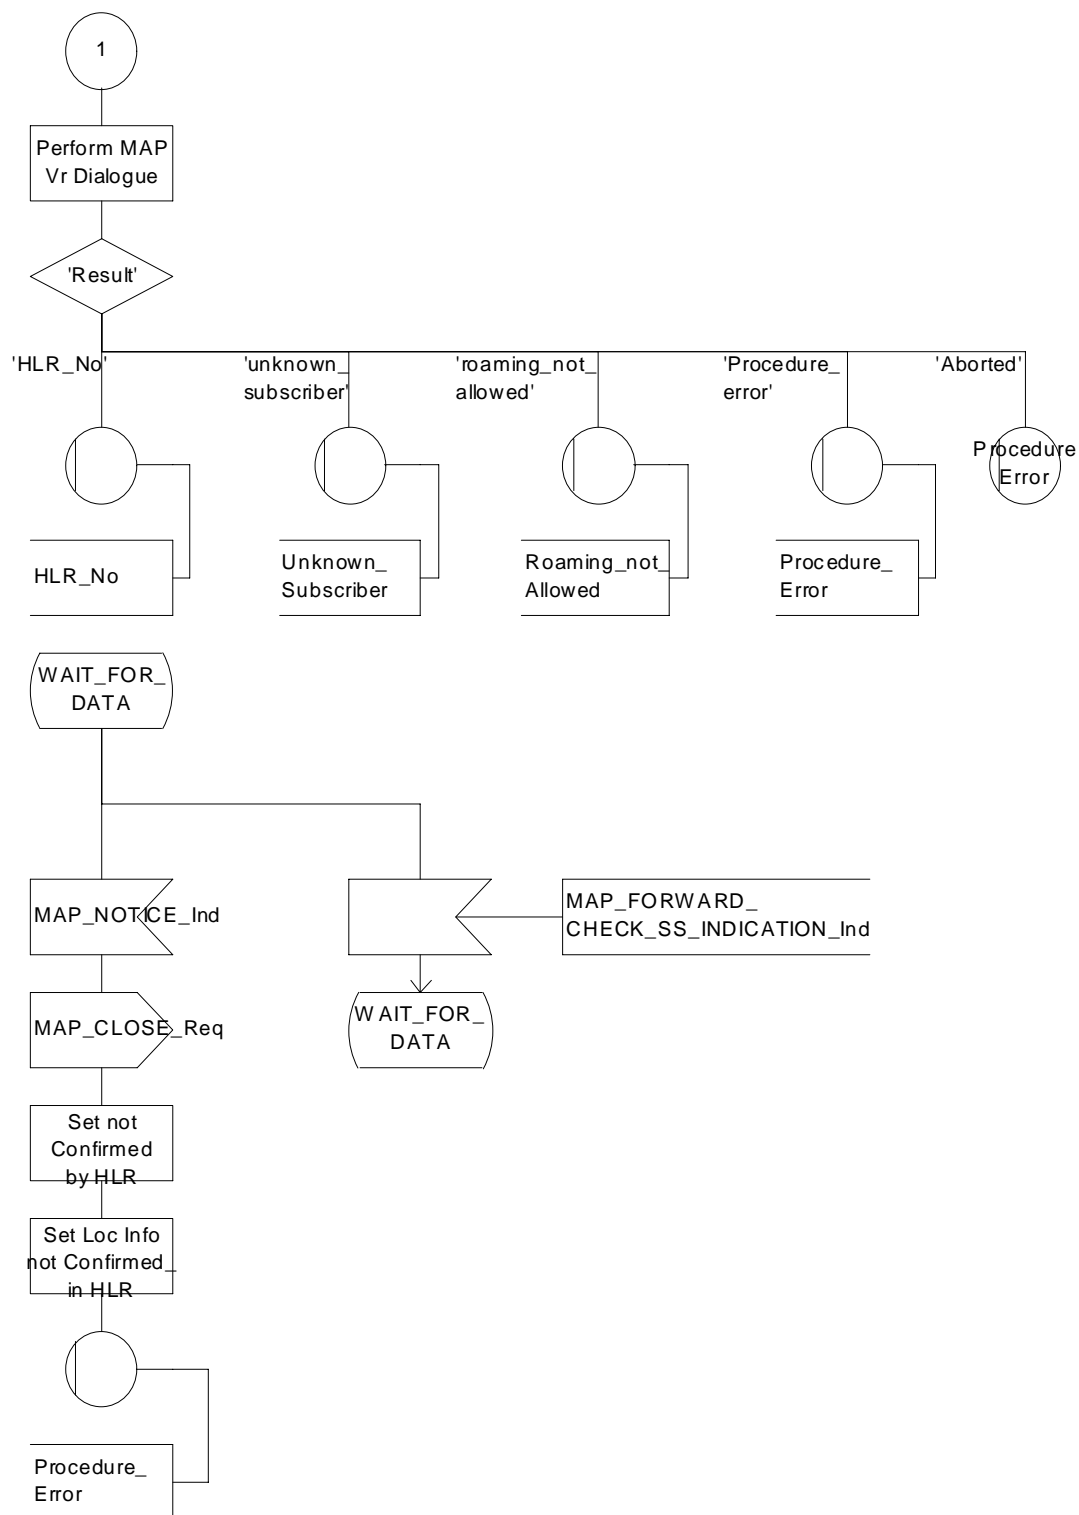 1
Perform MAP
Vr Dialogue
'Result'
'HLR_No'
'unknown_
subscriber'
'roaming_not_
allowed'
'Procedure_
error'
'Aborted'
Procedure
Error
HLR_No
Unknown_
Subscriber
Roaming_not_
Allowed
Procedure_
Error
WAIT_FOR_
DATA
MAP_NOTICE_Ind
MAP_FORWARD_
CHECK_SS_INDICATION_Ind
MAP_CLOSE_Req
WAIT_FOR_
DATA
Set not
Confirmed
by HLR
Set Loc Info
not Confirmed_
in HLR
Procedure_
Error